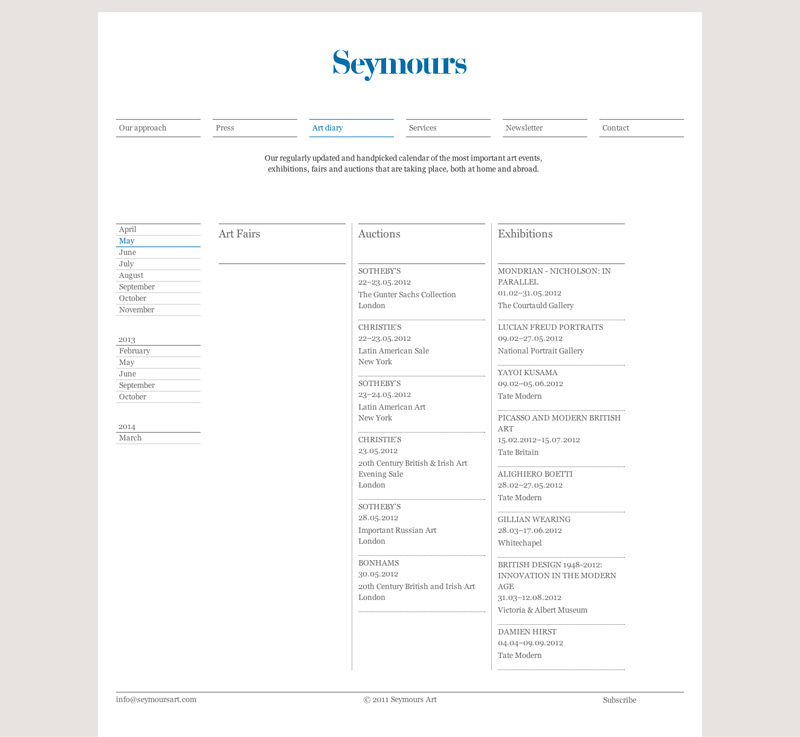 Seymours
Our approach
Press
Art diary
Services
Newsletter
Contact
Our regularly updated and handpicked calendar of the most important art events,
exhibitions, fairs and auctions that are taking place, both at home and abroad.
April
May
June
July
August
September
October
November
2013
February
May
June
September
October
2014
March
Art Fairs
Auctions
SOTHEBY'S
22–23.05.2012
The Gunter Sachs Collection
London
CHRISTIE'S
22–23.05.2012
Latin American Sale
New York
SOTHEBY'S
23–24.05.2012
Latin American Art
New York
CHRISTIE'S
23.05.2012
20th Century British & Irish Art
Evening Sale
London
SOTHEBY'S
28.05.2012
Important Russian Art
London
BONHAMS
30.05.2012
20th Century British and Irish Art
London
Exhibitions
MONDRIAN - NICHOLSON: IN
PARALLEL
01.02–31.05.2012
The Courtauld Gallery
LUCIAN FREUD PORTRAITS
09.02–27.05.2012
National Portrait Gallery
YAYOI KUSAMA
09.02–05.06.2012
Tate Modern
PICASSO AND MODERN BRITISH
ART
15.02.2012–15.07.2012
Tate Britain
ALIGHIERO BOETTI
28.02–27.05.2012
Tate Modern
GILLIAN WEARING
28.03–17.06.2012
Whitechapel
BRITISH DESIGN 1948-2012:
INNOVATION IN THE MODERN
AGE
31.03–12.08.2012
Victoria & Albert Museum
DAMIEN HIRST
04.04–09.09.2012
Tate Modern
info@seymoursart.com
© 2011 Seymours Art
Subscribe